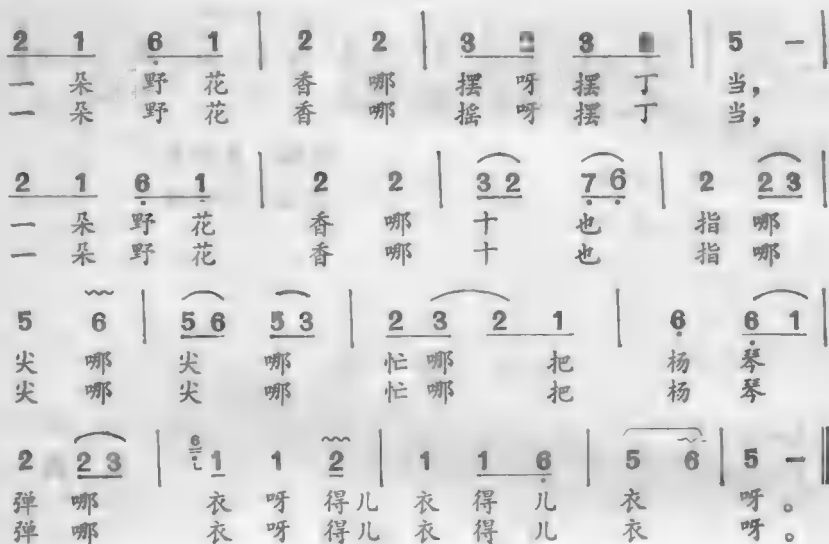 2 1 6 1 | 2 2 | 3 3 | 5 — |
一 朵 野 花 香 哪 摆 呀 摆 丁 当，
一 朵 野 花 香 哪 摇 呀 摆 丁 当，
2 1 6 1 | 2 2 | 3 2 7 6 | 2 2 3 |
一 朵 野 花 香 哪 十 也 指 哪
一 朵 野 花 香 哪 十 也 指 哪
5 6 | 5 6 5 3 | 2 3 2 1 | 6 6 1 |
尖 哪 尖 哪 忙 哪 把 杨 琴
尖 哪 尖 哪 忙 哪 把 杨 琴
2 2 3 | 6 1 1 2 | 1 1 6 | 5 6 | 5 — ‖
弹 哪 衣 呀 得 儿 衣 得 儿 衣 呀。
弹 哪 衣 呀 得 儿 衣 得 儿 衣 呀。